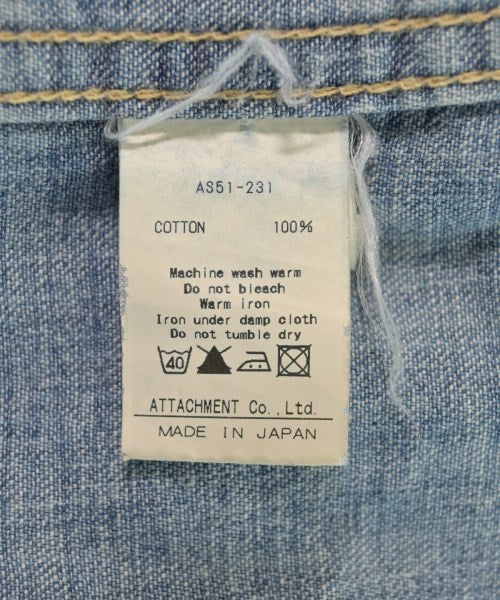 AS51-231
COTTON 100%
Machine wash warm
Do not bleach
Warm iron
Iron under damp cloth
Do not tumble dry
40
ATTACHMENT Co.,Ltd.
MADE IN JAPAN